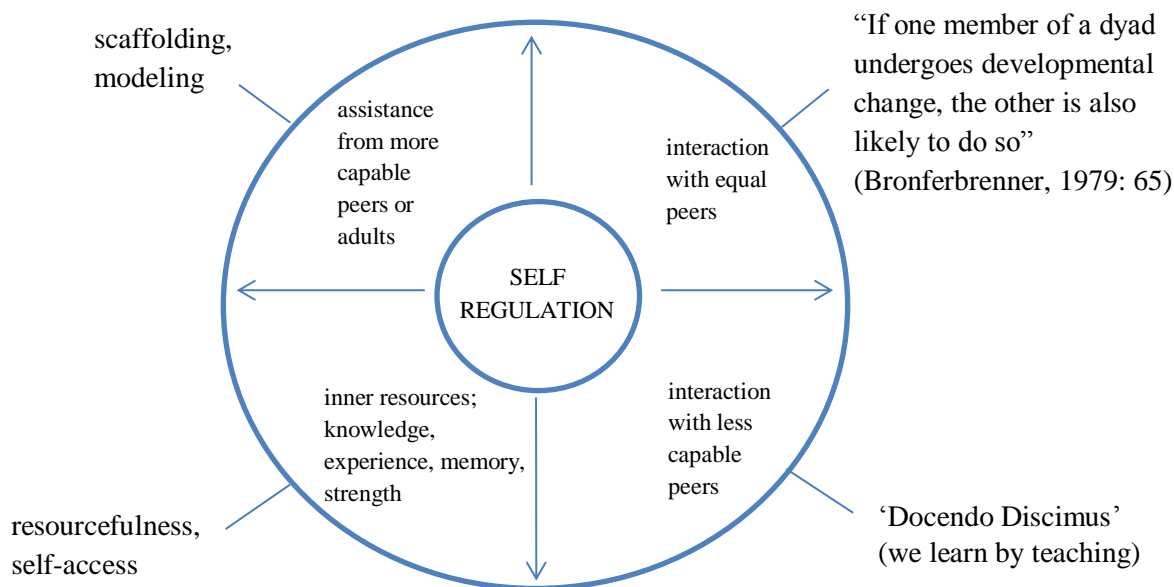 scaffolding,
modeling
“If one member of a dyad
undergoes developmental
change, the other is also
likely to do so”
(Bronferbrenner, 1979: 65)
assistance
from more
capable
peers or
adults
interaction
with equal
peers
SELF
REGULATION
inner resources;
knowledge,
experience, memory,
strength
interaction
with less
capable
peers
resourcefulness,
self-access
‘Docendo Discimus’
(we learn by teaching)